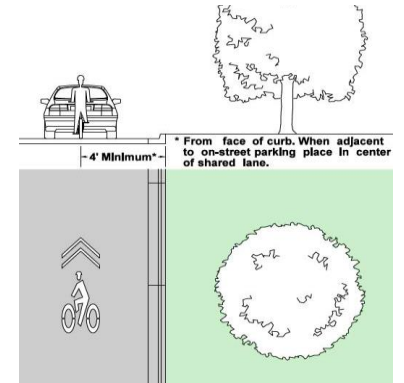 4' Minimum*
* From face of curb. When adjacent
to on-street parking place in center
of shared lane.